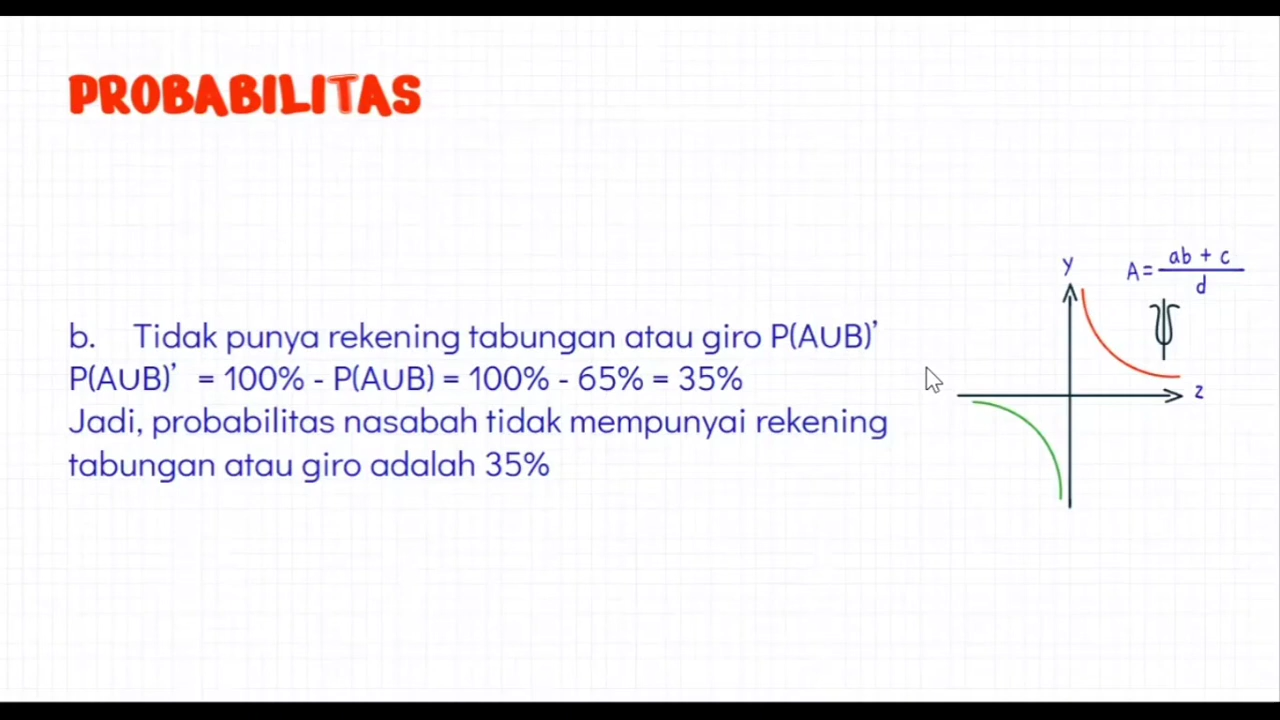 PROBABILITAS
b. Tidak punya rekening tabungan atau giro P(AUB)’
P(AUB)’ = 100% - P(AUB) = 100% - 65% = 35%
Jadi, probabilitas nasabah tidak mempunyai rekening
tabungan atau giro adalah 35%
y
A = ab + c
d
ψ
z